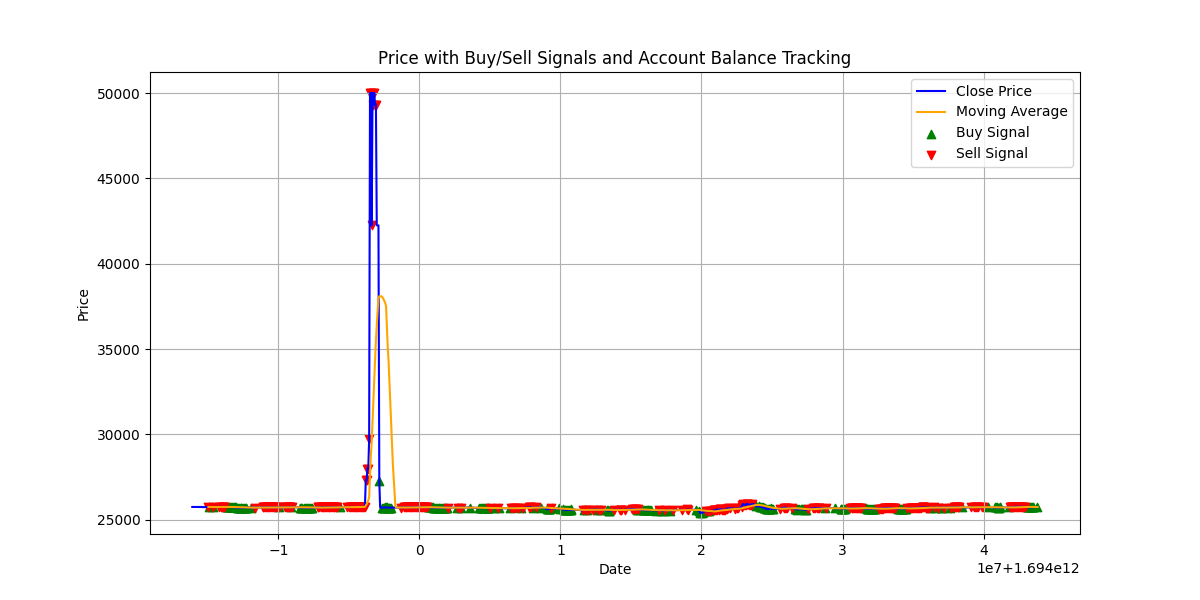 Price with Buy/Sell Signals and Account Balance Tracking
Close Price
Moving Average
Buy Signal
Sell Signal
50000
45000
40000
35000
30000
25000
Price
−1
0
1
2
3
4
Date
1e7+1.694e12